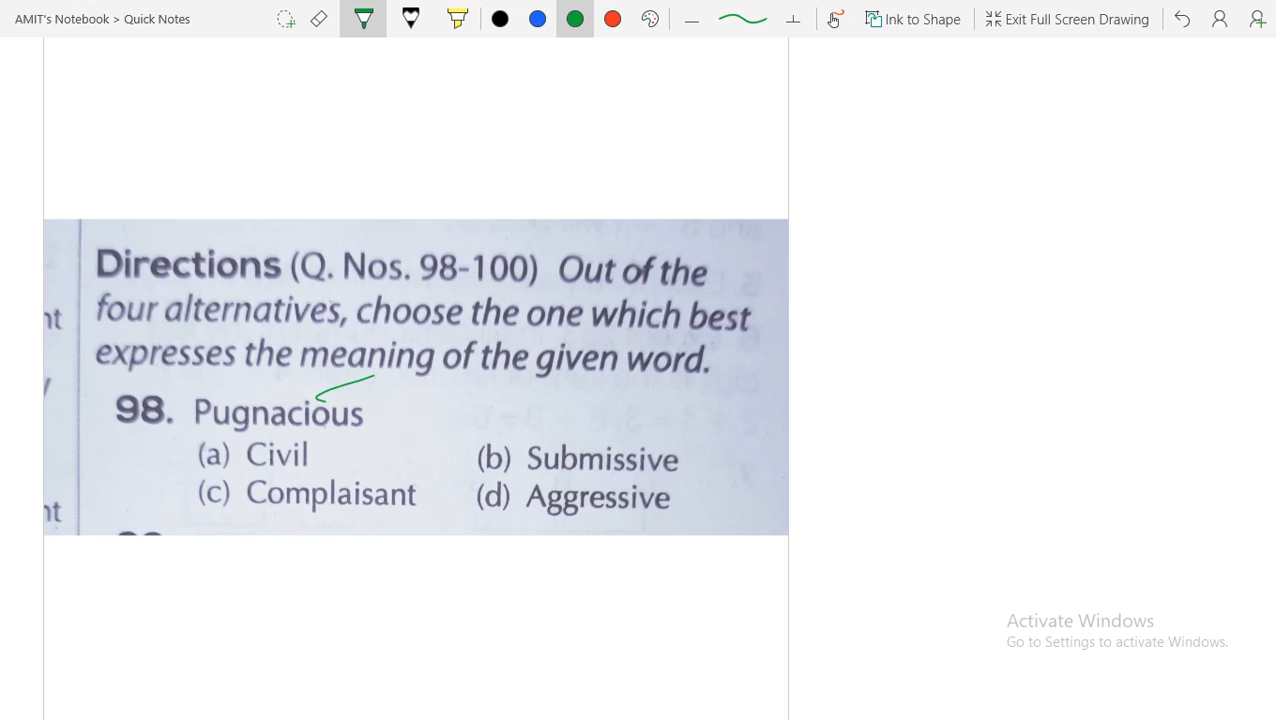 AMIT's Notebook > Quick Notes
Ink to Shape
Exit Full Screen Drawing
Directions (Q. Nos. 98-100) Out of the
four alternatives, choose the one which best
expresses the meaning of the given word.
98. Pugnacious
(a) Civil (b) Submissive
(c) Complaisant (d) Aggressive
Activate Windows
Go to Settings to activate Windows.